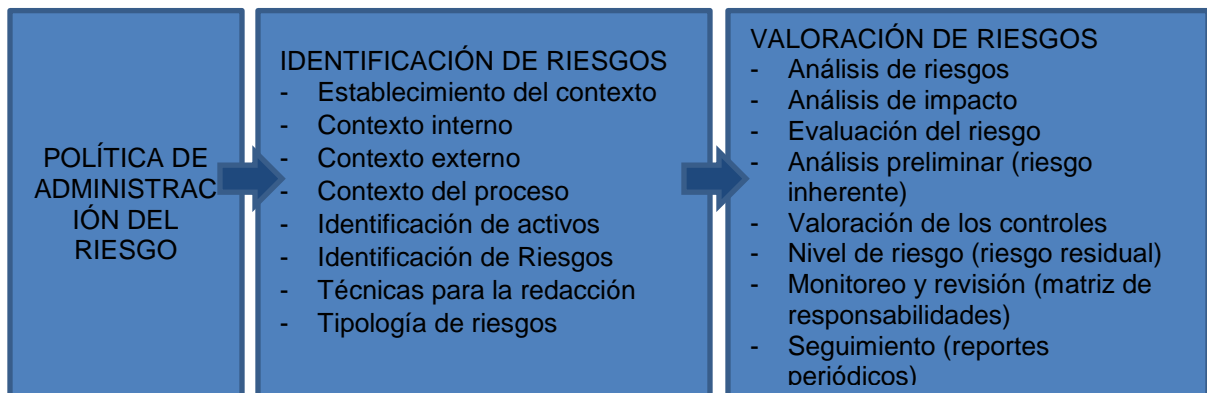 POLÍTICA DE
ADMINISTRAC
IÓN DEL
RIESGO
IDENTIFICACIÓN DE RIESGOS
- Establecimiento del contexto
- Contexto interno
- Contexto externo
- Contexto del proceso
- Identificación de activos
- Identificación de Riesgos
- Técnicas para la redacción
- Tipología de riesgos
VALORACIÓN DE RIESGOS
- Análisis de riesgos
- Análisis de impacto
- Evaluación del riesgo
- Análisis preliminar (riesgo
inherente)
- Valoración de los controles
- Nivel de riesgo (riesgo residual)
- Monitoreo y revisión (matriz de
responsabilidades)
- Seguimiento (reportes
periódicos)